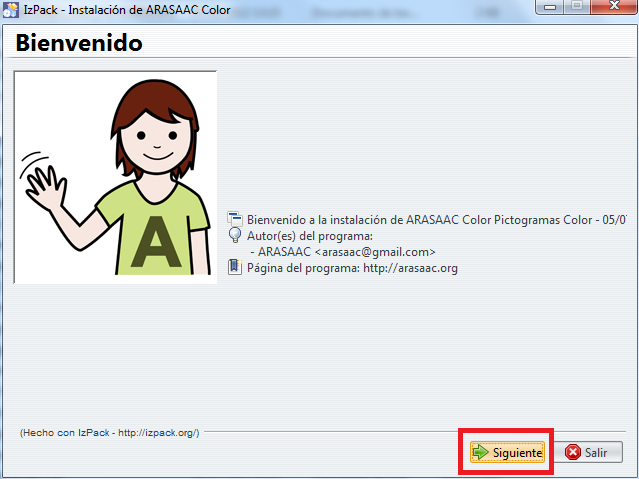 IzPack - Instalación de ARASAAC Color
Bienvenido
A
Bienvenido a la instalación de ARASAAC Color Pictogramas Color - 05/0
Autor(es) del programa:
- ARASAAC <arasaac@gmail.com>
Página del programa: http://arasaac.org
(Hecho con IzPack - http://izpack.org/)
Siguiente
Salir